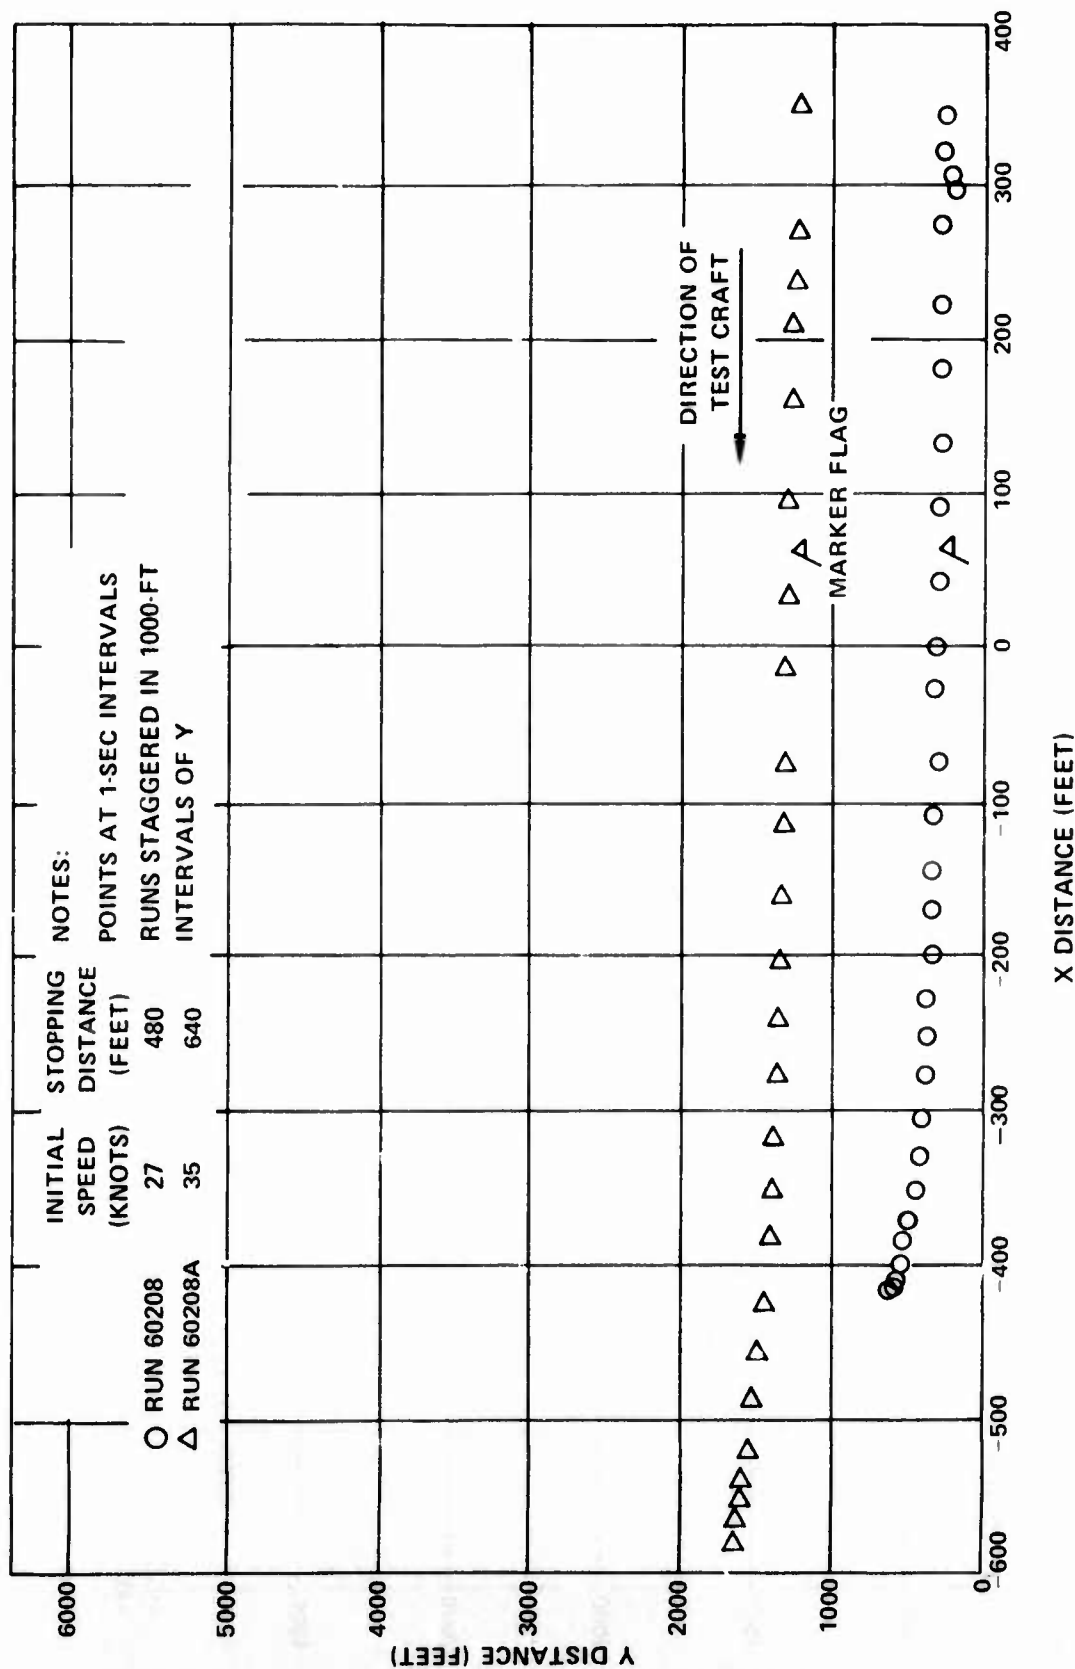 INITIAL SPEED (KNOTS)
STOPPING DISTANCE (FEET)
RUN 60208 27 480
RUN 60208A 35 640
NOTES:
POINTS AT 1-SEC INTERVALS
RUNS STAGGERED IN 1000-FT
INTERVALS OF Y
DIRECTION OF
TEST CRAFT
MARKER FLAG
Y DISTANCE (FEET)
6000
5000
4000
3000
2000
1000
0
-600 -500 -400 -300 -200 -100 0 100 200 300 400
X DISTANCE (FEET)